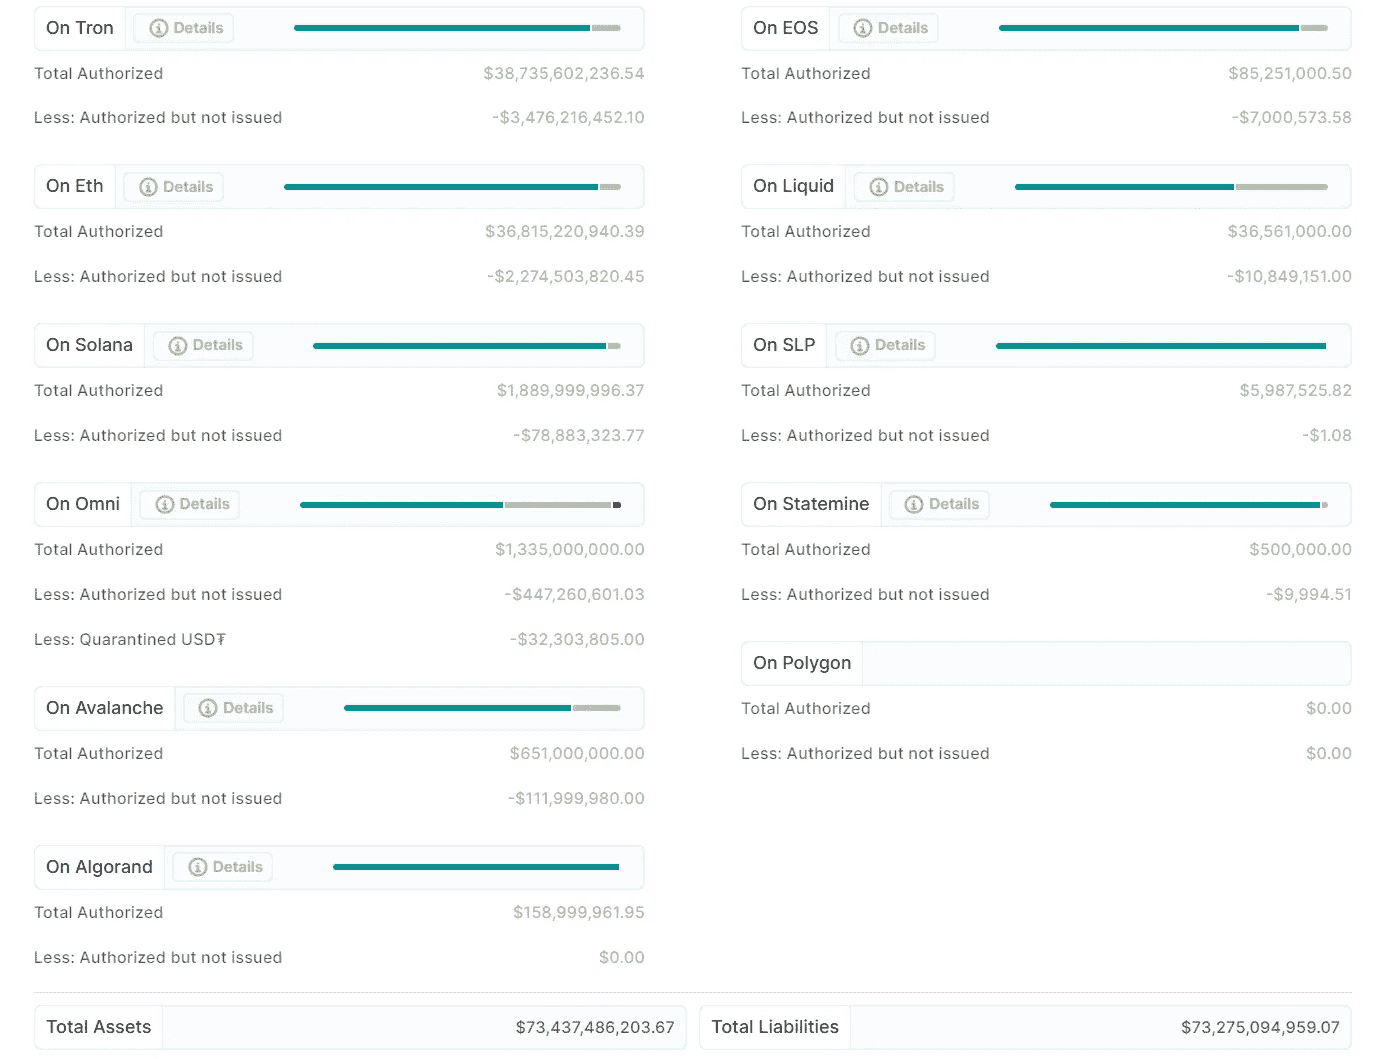 On Tron
Details
Total Authorized
$38,735,602,236.54
Less: Authorized but not issued
-$3,476,216,452.10
On Eth
Details
Total Authorized
$36,815,220,940.39
Less: Authorized but not issued
-$2,274,503,820.45
On Solana
Details
Total Authorized
$1,889,999,996.37
Less: Authorized but not issued
-$78,883,323.77
On Omni
Details
Total Authorized
$1,335,000,000.00
Less: Authorized but not issued
-$447,260,601.03
Less: Quarantined USD₮
-$32,303,805.00
On Avalanche
Details
Total Authorized
$651,000,000.00
Less: Authorized but not issued
-$111,999,980.00
On Algorand
Details
Total Authorized
$158,999,961.95
Less: Authorized but not issued
$0.00
On EOS
Details
Total Authorized
$85,251,000.50
Less: Authorized but not issued
-$7,000,573.58
On Liquid
Details
Total Authorized
$36,561,000.00
Less: Authorized but not issued
-$10,849,151.00
On SLP
Details
Total Authorized
$5,987,525.82
Less: Authorized but not issued
-$1.08
On Statemine
Details
Total Authorized
$500,000.00
Less: Authorized but not issued
-$9,994.51
On Polygon
Total Authorized
$0.00
Less: Authorized but not issued
$0.00
Total Assets
$73,437,486,203.67
Total Liabilities
$73,275,094,959.07